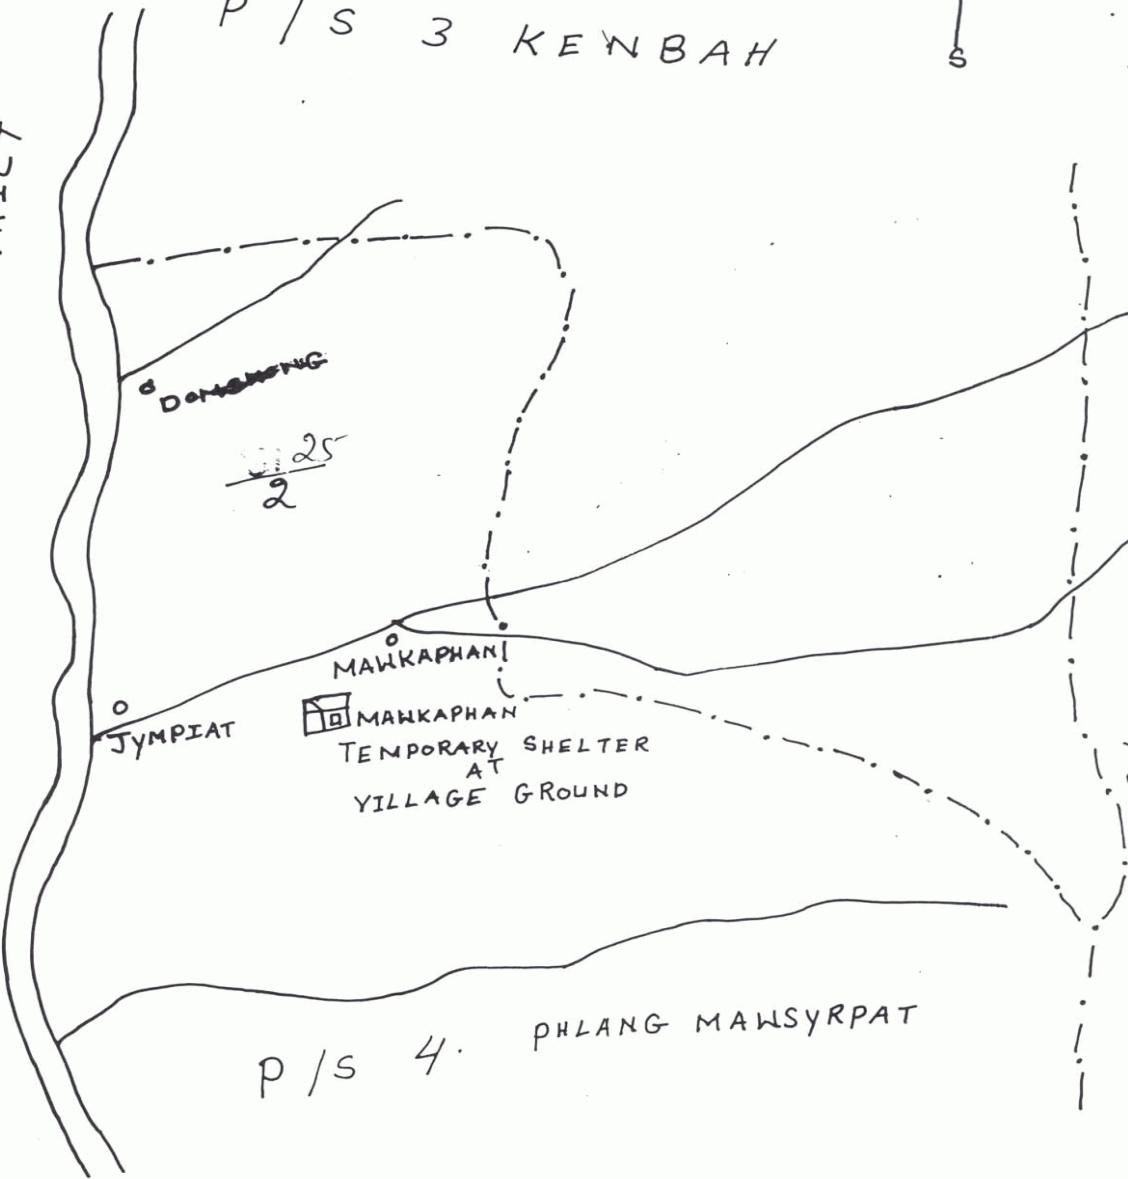 P/S 3 KENBAH
S
25
2
MAWKAPHAN
JYMPIAT
MAWKAPHAN
TEMPORARY SHELTER
AT
VILLAGE GROUND
PHLANG MAWSYRPAT
P/S 4.